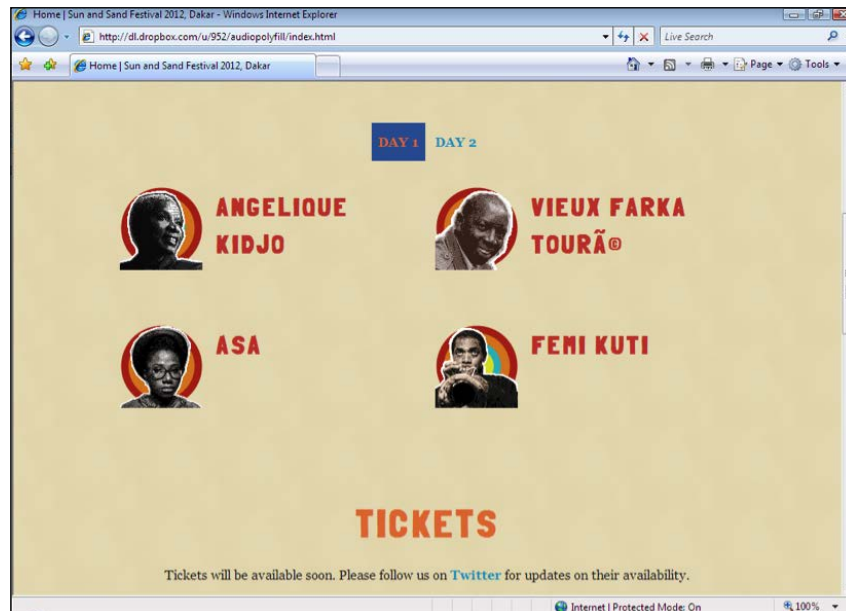 Home | Sun and Sand Festival 2012, Dakar - Windows Internet Explorer
http://dl.dropbox.com/u/952/audiopolyfill/index.html
Live Search
Home | Sun and Sand Festival 2012, Dakar
Page
Tools
DAY 1
DAY 2
ANGELIQUE
KIDJO
VIEUX FARKA
TOURÃ©
ASA
FEMI KUTI
TICKETS
Tickets will be available soon. Please follow us on Twitter for updates on their availability.
Internet | Protected Mode: On
100%